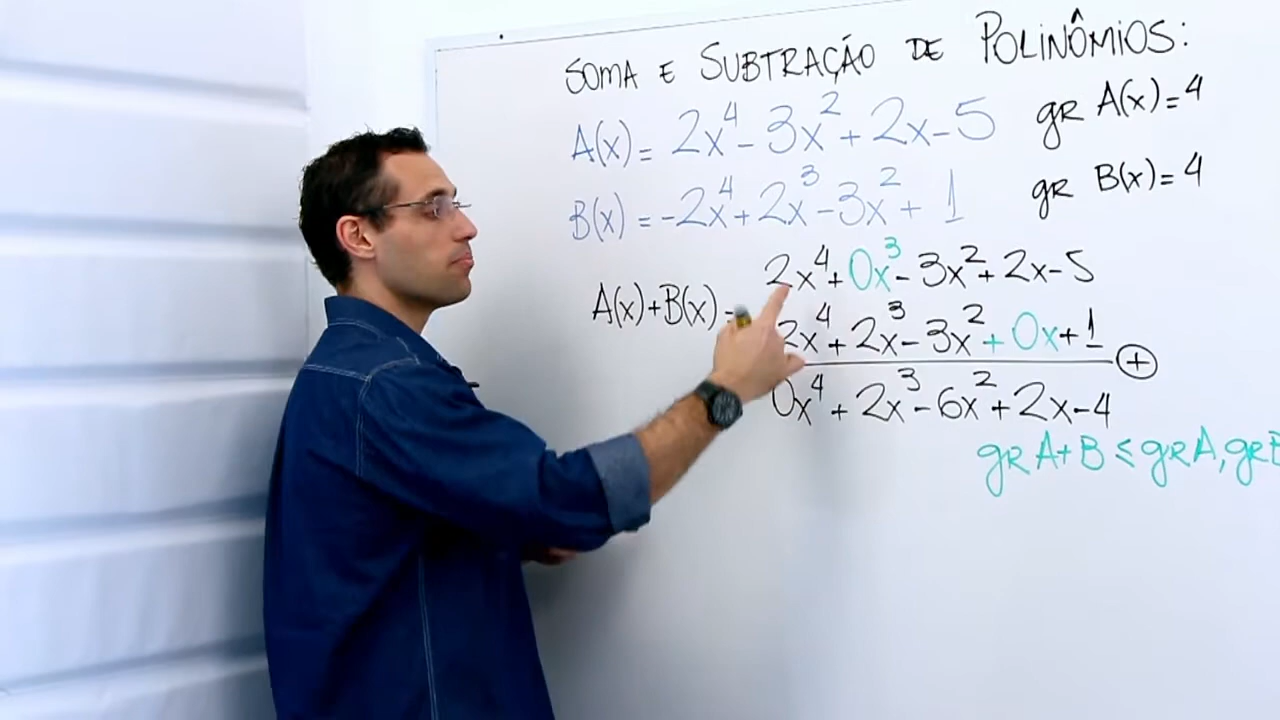 SOMA E SUBTRAÇÃO DE POLINÔMIOS:
A(x) = 2x⁴ - 3x² + 2x - 5 gr A(x) = 4
B(x) = -2x⁴ + 2x³ - 3x² + 1 gr B(x) = 4
2x⁴ + 0x³ - 3x² + 2x - 5
A(x) + B(x) =
2x⁴ + 2x³ - 3x² + 0x + 1
+
0x⁴ + 2x³ - 6x² + 2x - 4
gr A + B ≤ gr A, gr B